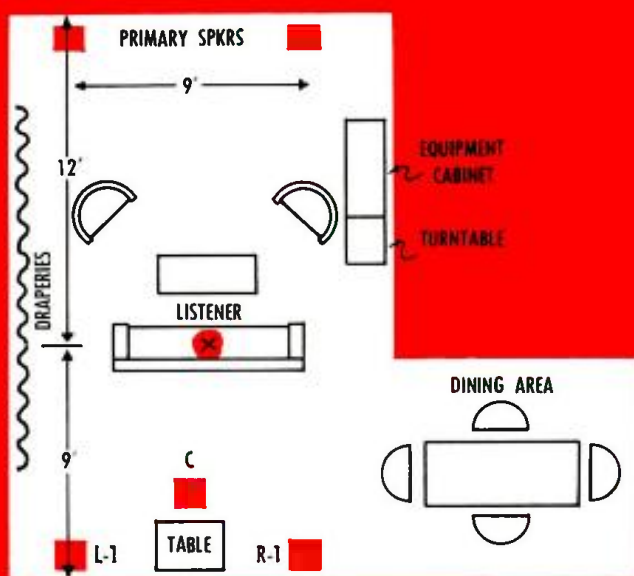 PRIMARY SPKRS
9'
12'
EQUIPMENT
CABINET
TURNTABLE
DRAPERIES
LISTENER
DINING AREA
9'
C
L-1
TABLE
R-1